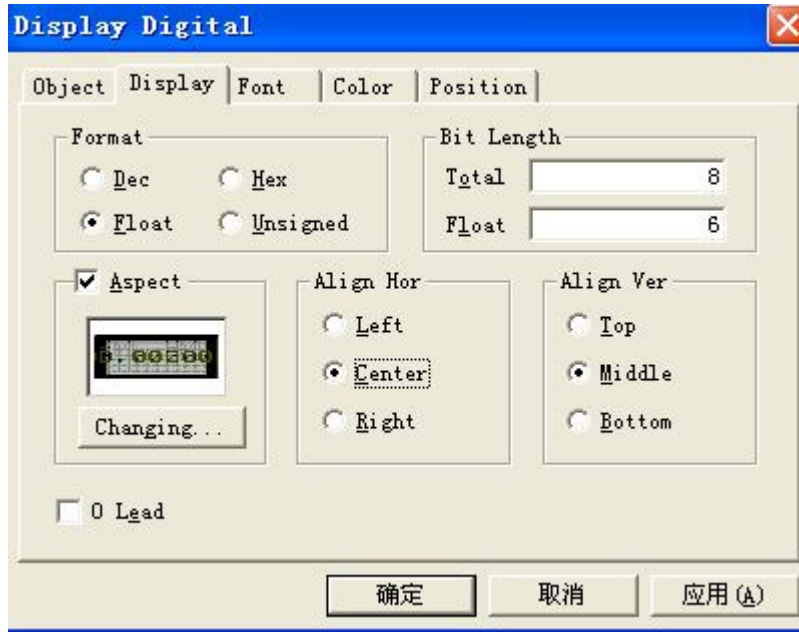 Display Digital
Object Display Font Color Position
Format
Dec Hex
Float Unsigned
Bit Length
Total 8
Float 6
Aspect
Changing...
Align Hor
Left
Center
Right
Align Ver
Top
Middle
Bottom
0 Lead
确定 取消 应用(A)